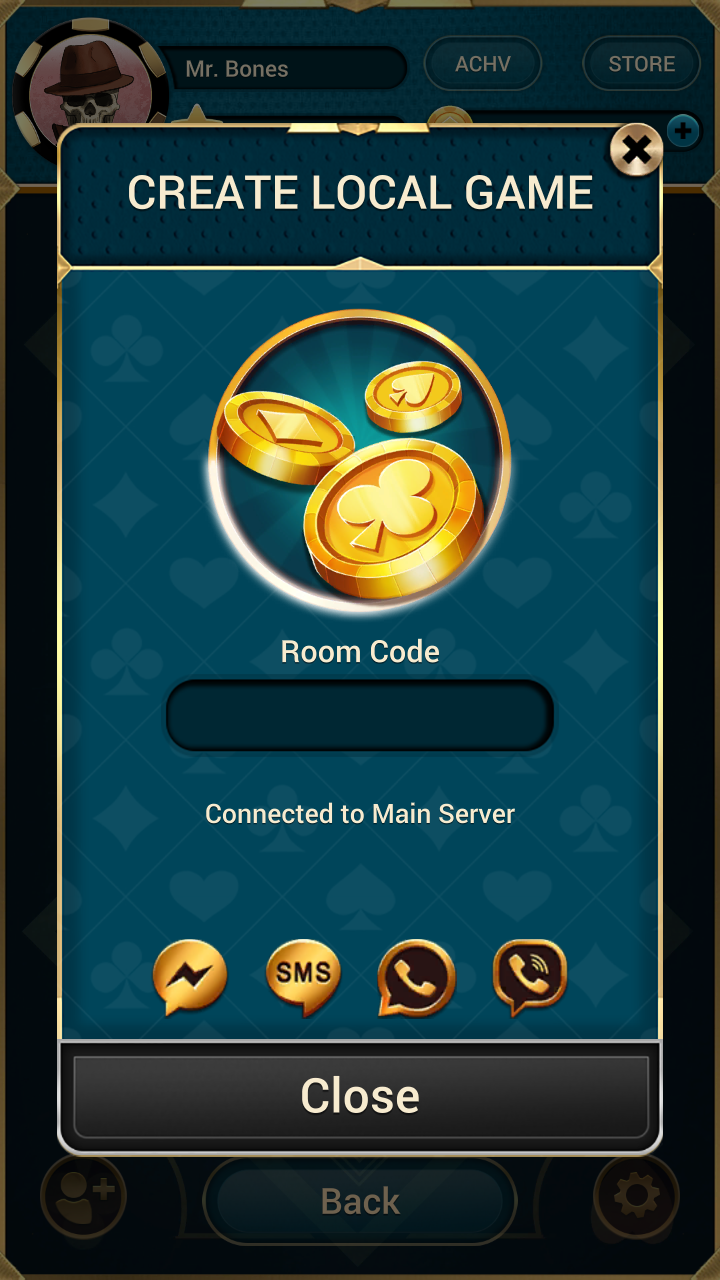 Mr. Bones
ACHV
STORE
CREATE LOCAL GAME
Room Code
Connected to Main Server
SMS
Close
Back